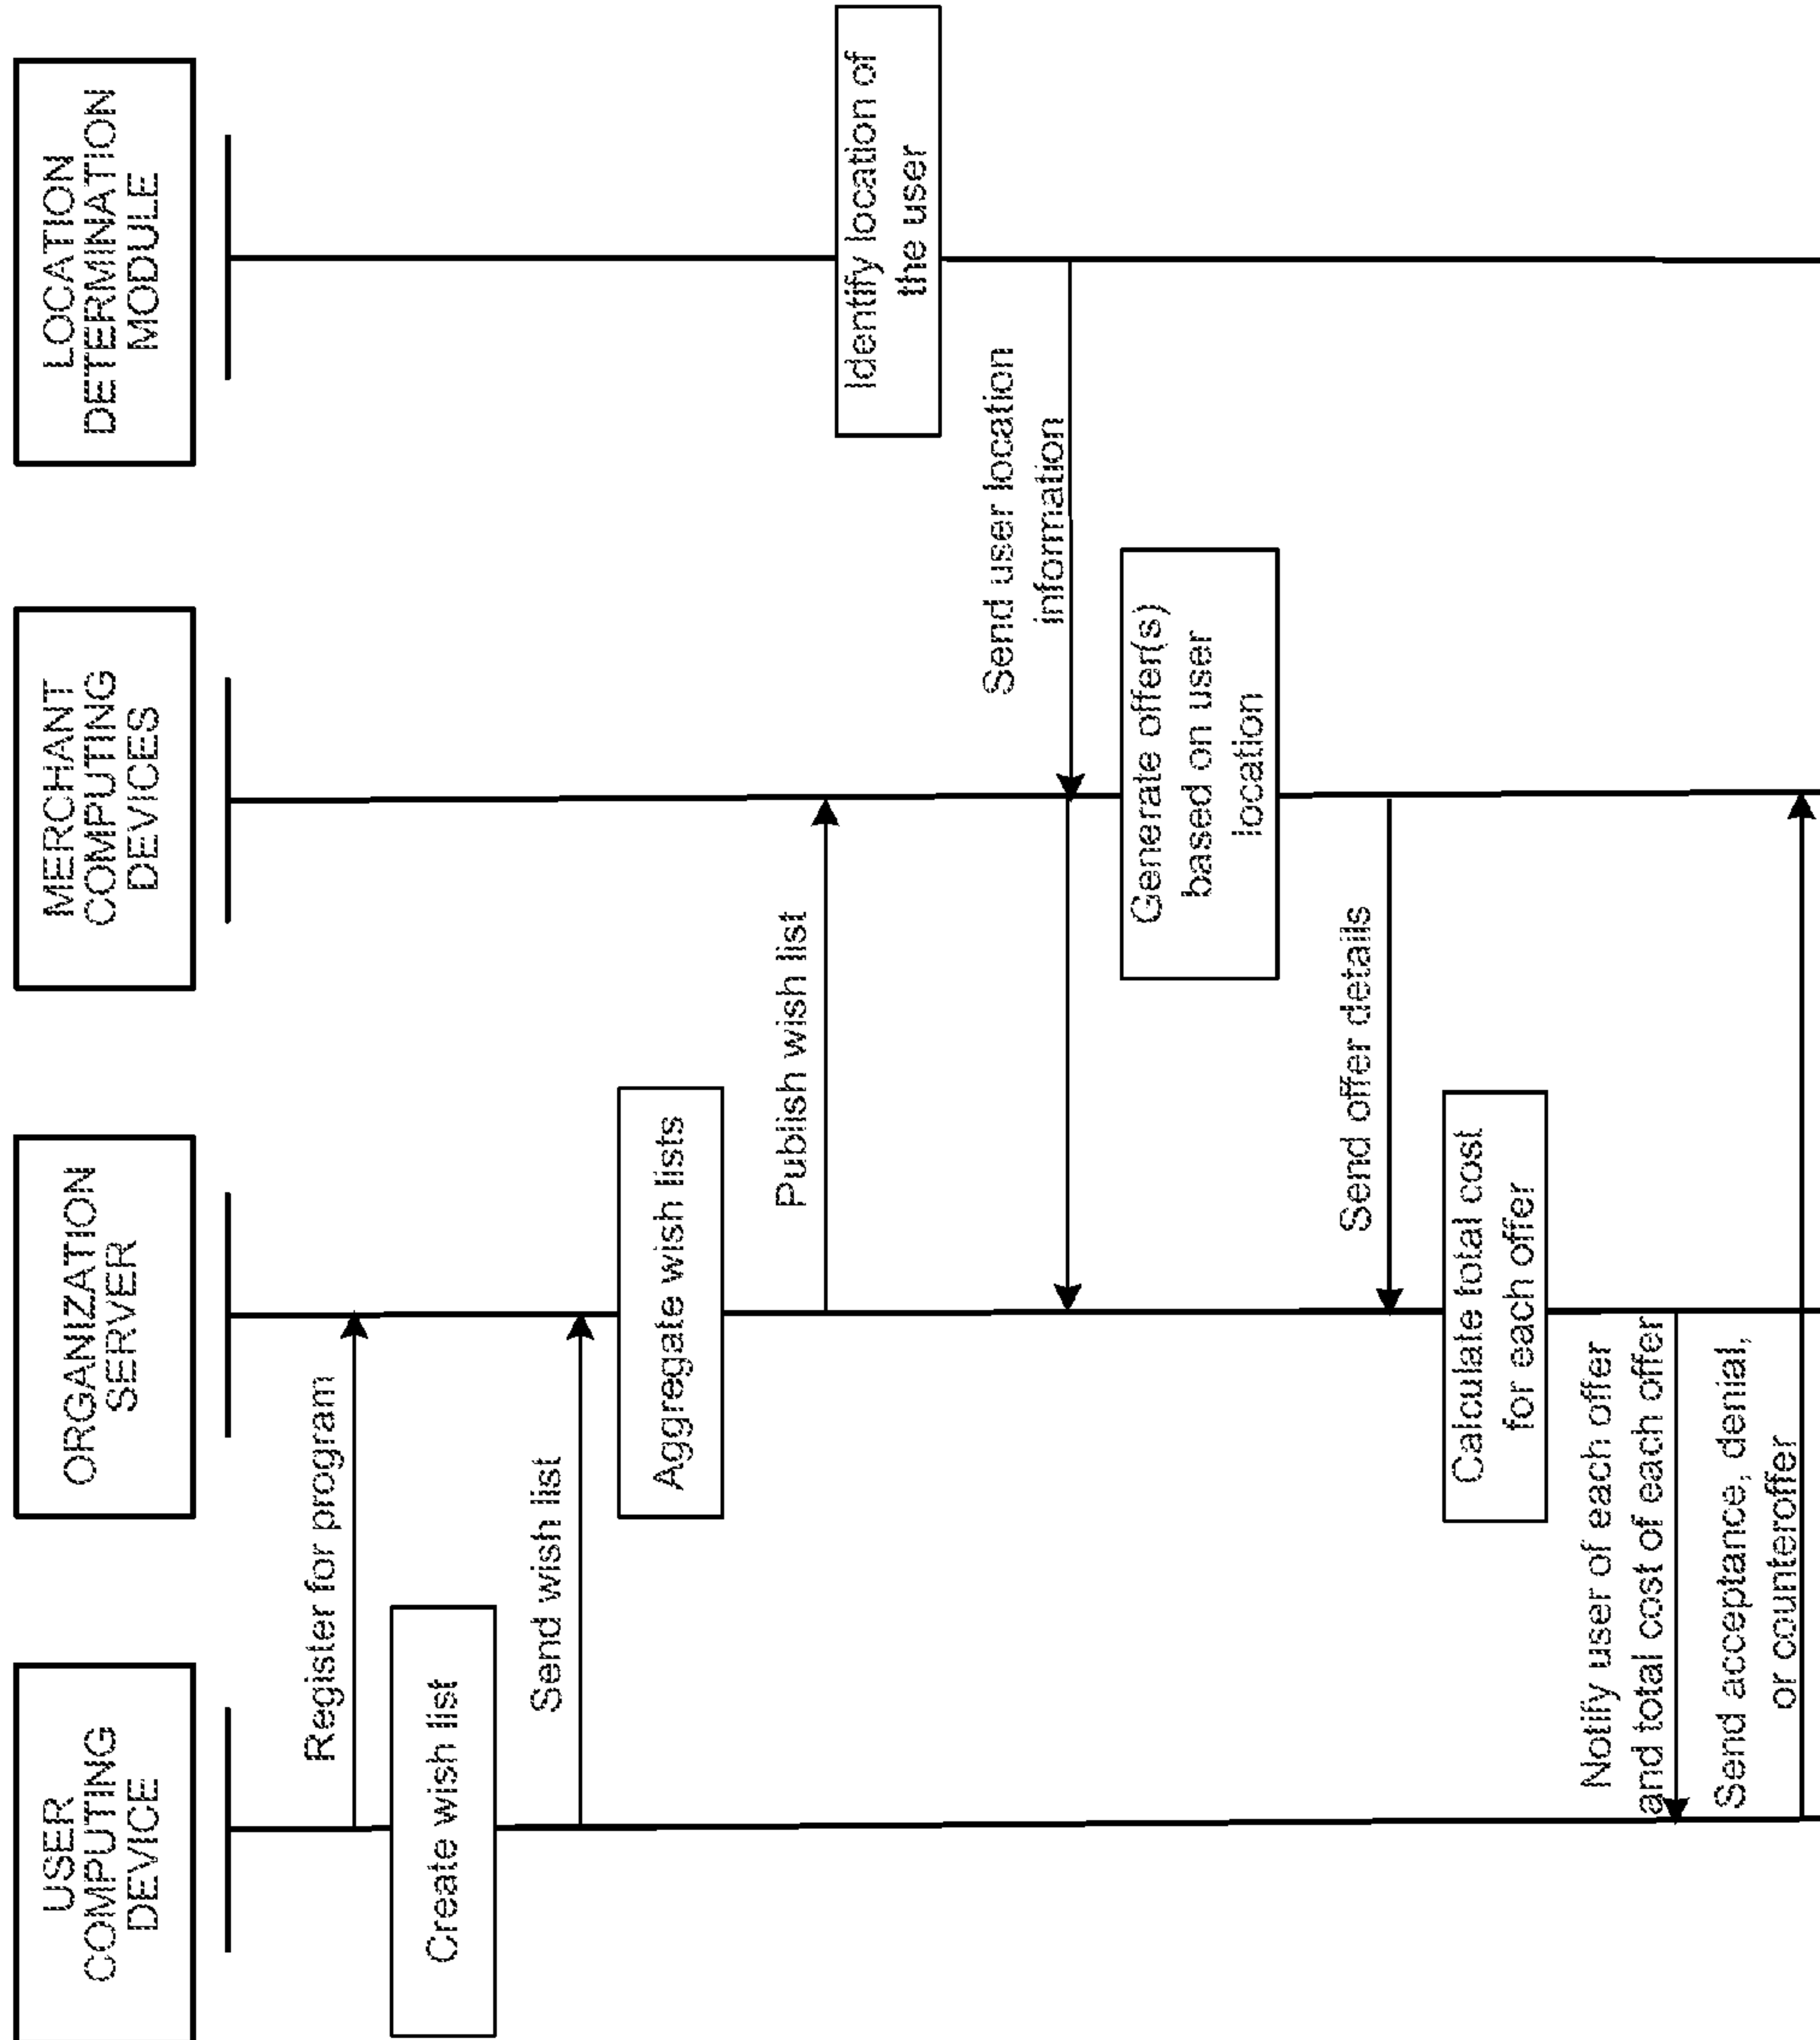 USER
COMPUTING
DEVICE
ORGANIZATION
SERVER
MERCHANT
COMPUTING
DEVICES
LOCATION
DETERMINATION
MODULE
Register for program
Create wish list
Send wish list
Aggregate wish lists
Publish wish list
Identify location of
the user
Send user location
information
Generate offer(s)
based on user
location
Send offer details
Calculate total cost
for each offer
Notify user of each offer
and total cost of each offer
Send acceptance, denial,
or counteroffer